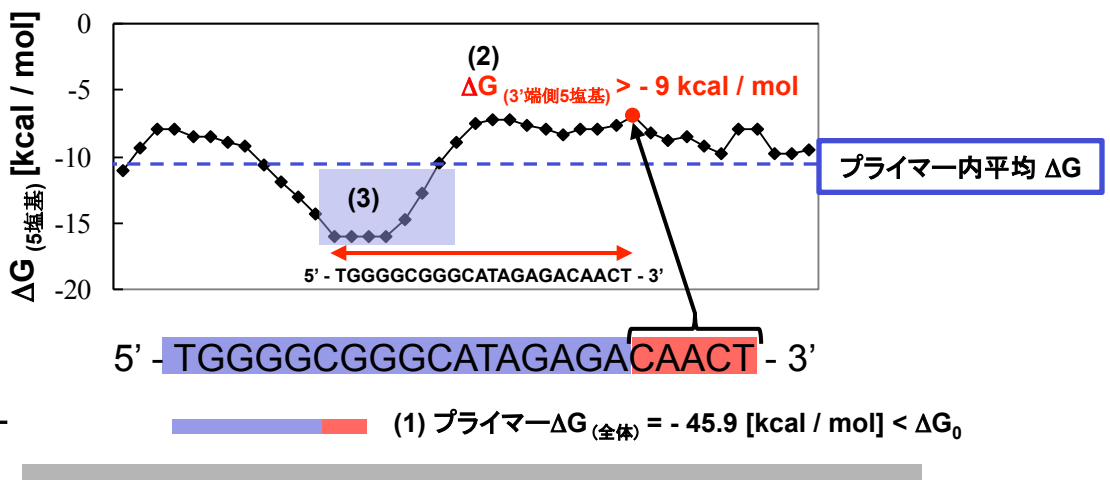 ΔG (5塩基) [kcal / mol]
0
-5
-10
-15
-20
(2)
ΔG (3’端側5塩基) > - 9 kcal / mol
プライマー内平均 ΔG
(3)
5’ - TGGGGCGGGCATAGAGACAACT - 3’
5’ - TGGGGCGGGCATAGAGACAACT - 3’
(1) プライマーΔG (全体) = - 45.9 [kcal / mol] < ΔG0